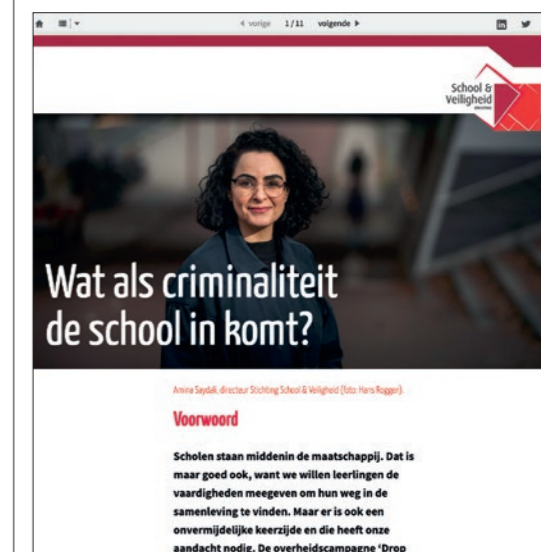 vorige 1/11 volgende
in
School &
Veiligheid
Wat als criminaliteit
de school in komt?
Amina Saydali, directeur Stichting School & Veiligheid (foto: Hans Rogger).
Voorwoord
Scholen staan middenin de maatschappij. Dat is
maar goed ook, want we willen leerlingen de
vaardigheden meegeven om hun weg in de
samenleving te vinden. Maar er is ook een
onvermijdelijke keerzijde en die heeft onze
aandacht nodig. De overheidscampagne ‘Drop